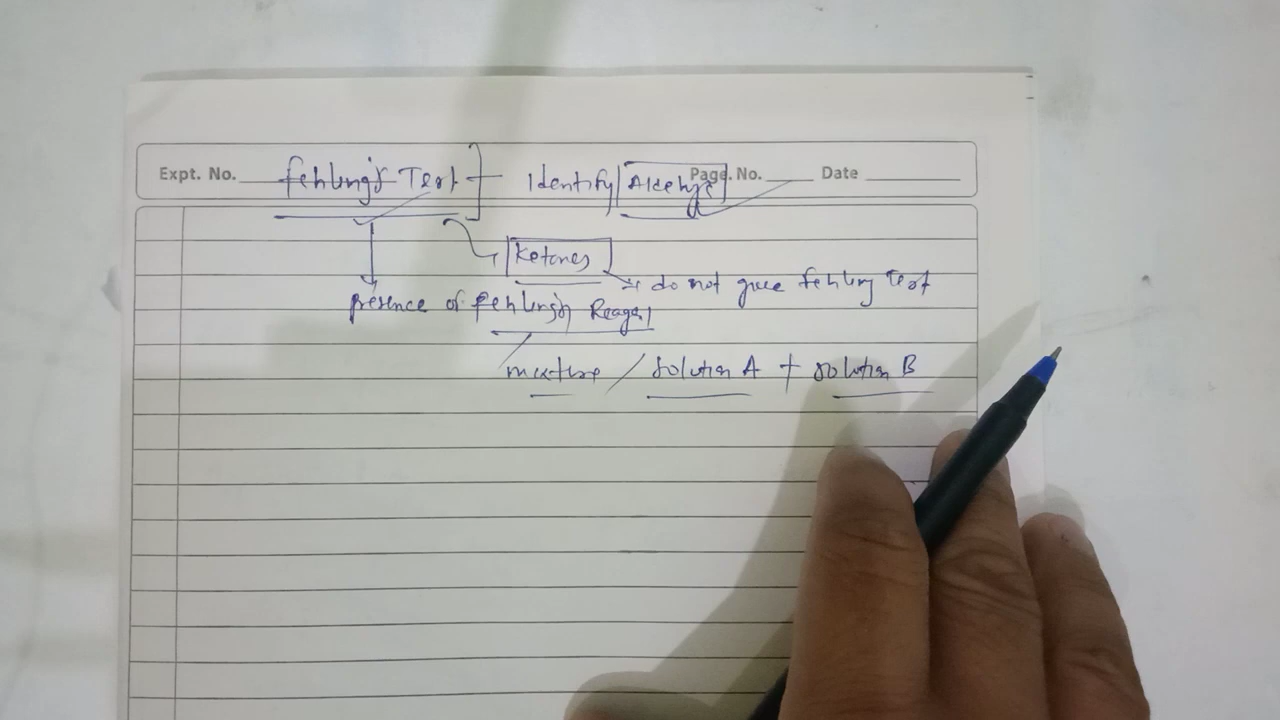 Expt. No. Fehling's Test - Identify Aldehyde Page. No. Date
Ketones
→ do not give fehling Test
presence of fehling's Reagent
mixture / solution A + solution B